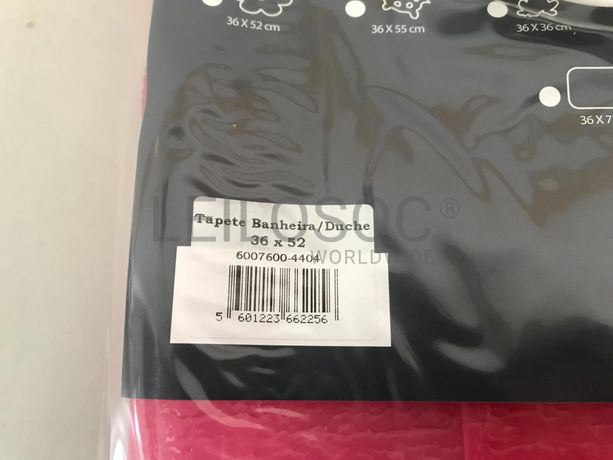 36 X 52 cm
36 X 55 cm
36 X 36 cm
36 X 7
LEILOSOC®
WORLDWIDE
Tapete Banheira/Duche
36 x 52
6007600-4404
5 601223 662256